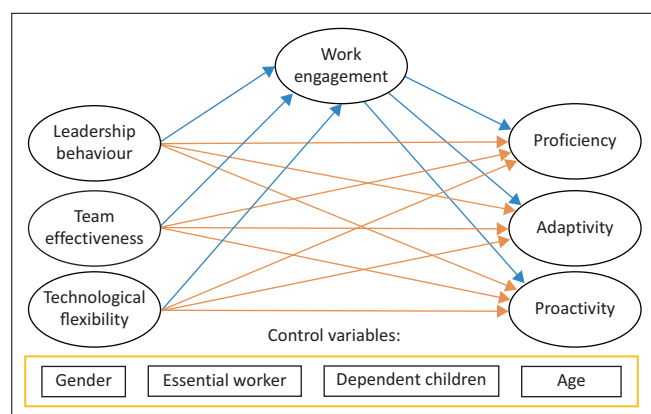 Work
engagement
Leadership
behaviour
Proficiency
Team
effectiveness
Adaptivity
Technological
flexibility
Proactivity
Control variables:
Gender
Essential worker
Dependent children
Age